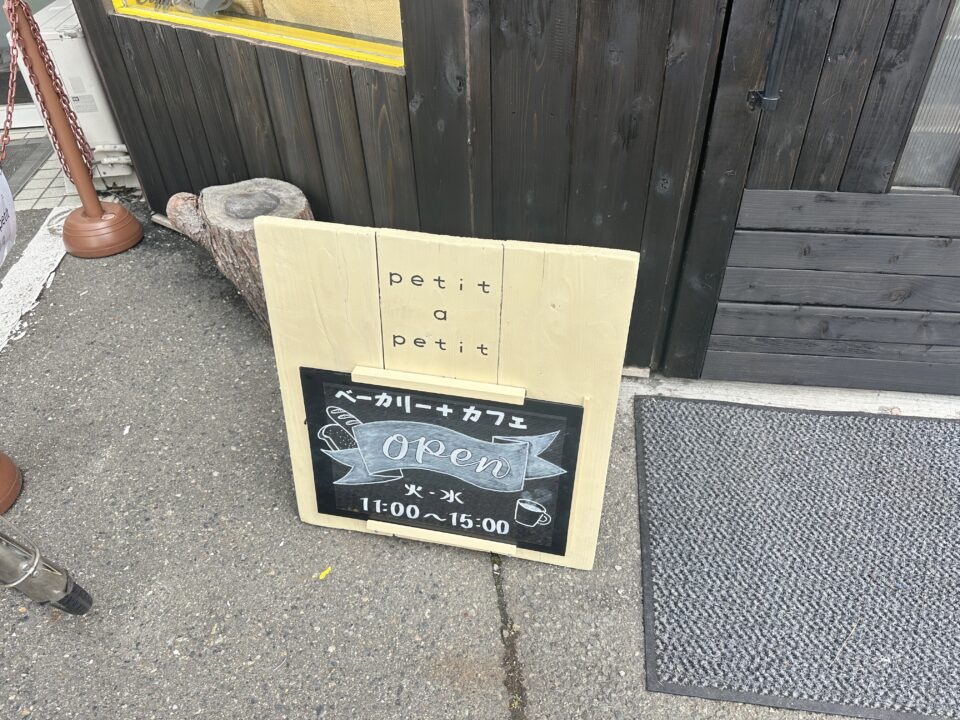 petit
a
petit
ベーカリー+カフェ
open
火・水
11:00〜15:00